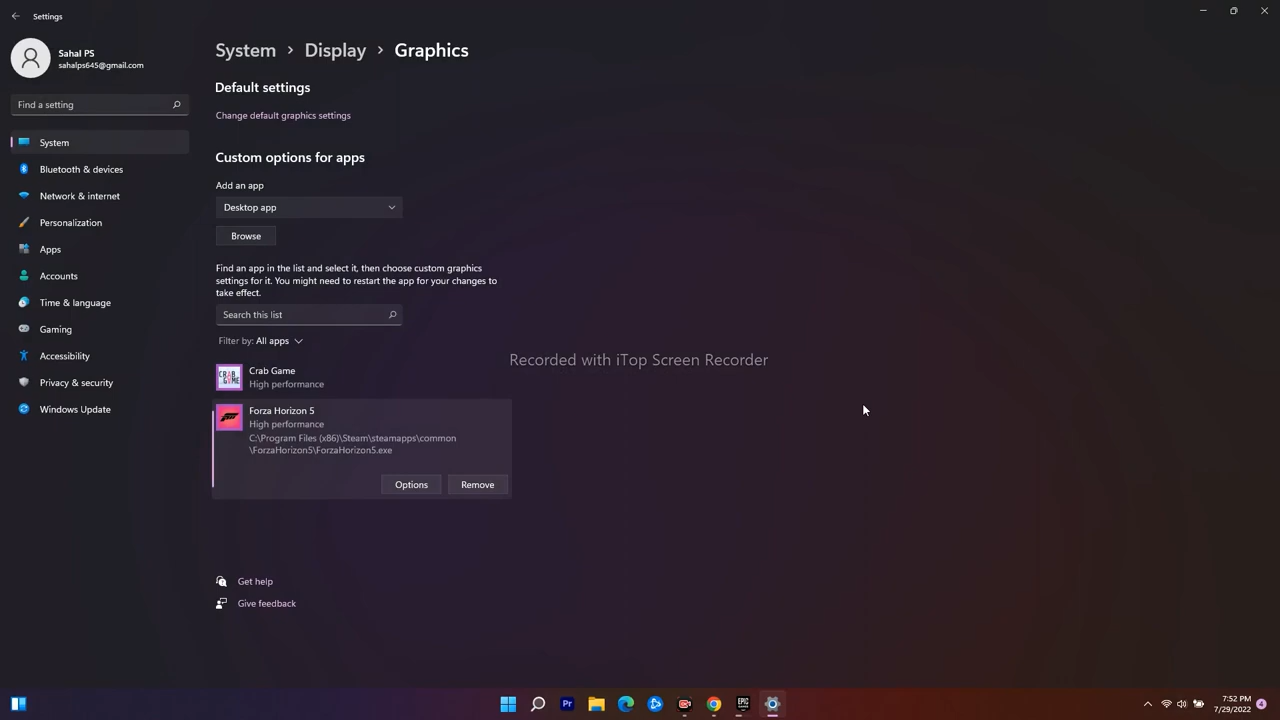 Settings
Sahal PS
sahalps645@gmail.com
Find a setting
System
Bluetooth & devices
Network & internet
Personalization
Apps
Accounts
Time & language
Gaming
Accessibility
Privacy & security
Windows Update
System > Display > Graphics
Default settings
Change default graphics settings
Custom options for apps
Add an app
Desktop app
Browse
Find an app in the list and select it, then choose custom graphics
settings for it. You might need to restart the app for your changes to
take effect.
Search this list
Filter by: All apps
CRAB GAME
Crab Game
High performance
Forza Horizon 5
High performance
C:\Program Files (x86)\Steam\steamapps\common
\ForzaHorizon5\ForzaHorizon5.exe
Options
Remove
Get help
Give feedback
Recorded with iTop Screen Recorder
Pr
EPIC
7:52 PM
7/29/2022
4